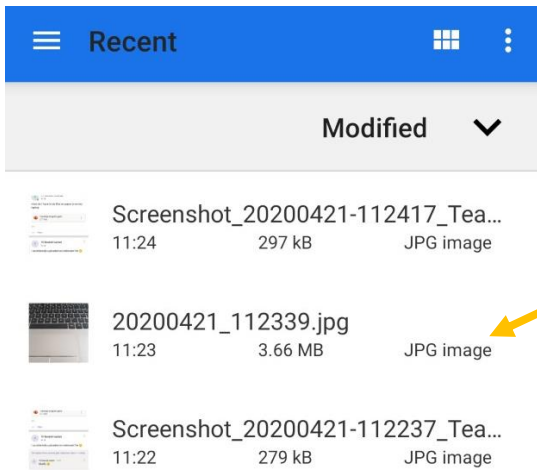 Recent
Modified
Screenshot_20200421-112417_Tea...
11:24 297 kB JPG image
20200421_112339.jpg
11:23 3.66 MB JPG image
Screenshot_20200421-112237_Tea...
11:22 279 kB JPG image